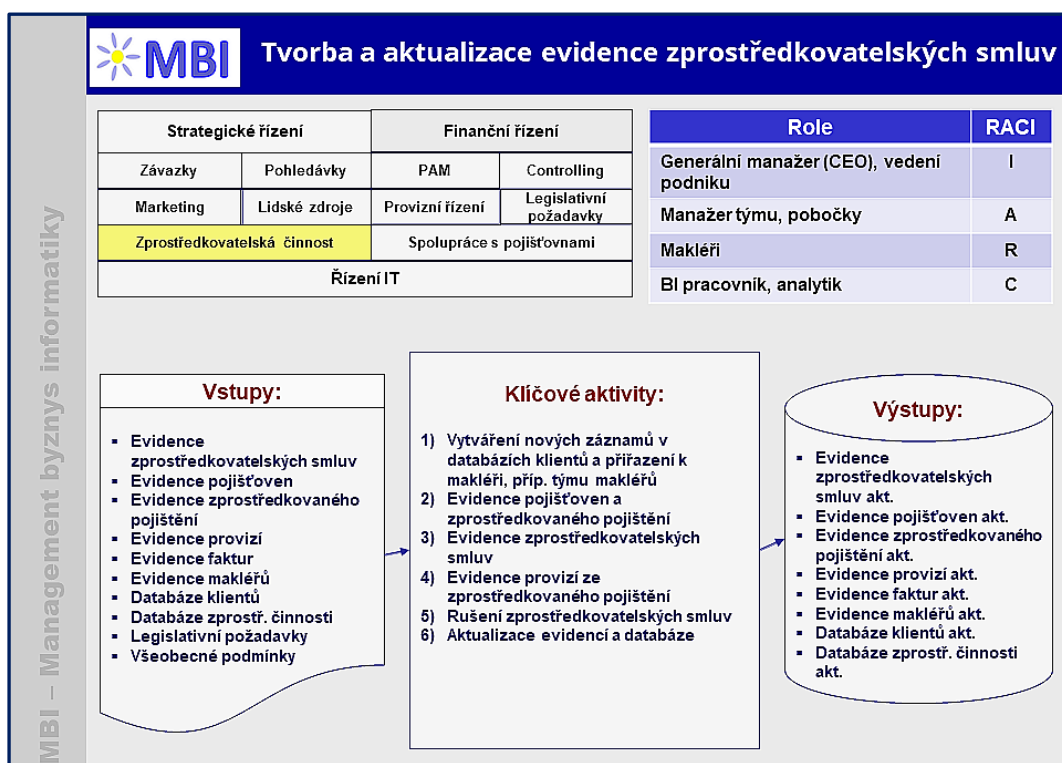 MBI
Tvorba a aktualizace evidence zprostředkovatelských smluv
MBI – Management byznys informatiky
Strategické řízení
Finanční řízení
Závazky
Pohledávky
PAM
Controlling
Marketing
Lidské zdroje
Provizní řízení
Legislativní
požadavky
Zprostředkovatelská činnost
Spolupráce s pojišťovnami
Řízení IT
Role
RACI
Generální manažer (CEO), vedení
podniku
I
Manažer týmu, pobočky
A
Makléři
R
BI pracovník, analytik
C
Vstupy:
▪ Evidence
zprostředkovatelských smluv
▪ Evidence pojišťoven
▪ Evidence zprostředkovaného
pojištění
▪ Evidence provizí
▪ Evidence faktur
▪ Evidence makléřů
▪ Databáze klientů
▪ Databáze zprostř. činnosti
▪ Legislativní požadavky
▪ Všeobecné podmínky
Klíčové aktivity:
1) Vytváření nových záznamů v
databázích klientů a přiřazení k
makléři, příp. týmu makléřů
2) Evidence pojišťoven a
zprostředkovaného pojištění
3) Evidence zprostředkovatelských
smluv
4) Evidence provizí ze
zprostředkovaného pojištění
5) Rušení zprostředkovatelských smluv
6) Aktualizace evidencí a databáze
Výstupy:
▪ Evidence
zprostředkovatelských
smluv akt.
▪ Evidence pojišťoven akt.
▪ Evidence zprostředkovaného
pojištění akt.
▪ Evidence provizí akt.
▪ Evidence faktur akt.
▪ Evidence makléřů akt.
▪ Databáze klientů akt.
▪ Databáze zprostř. činnosti
akt.